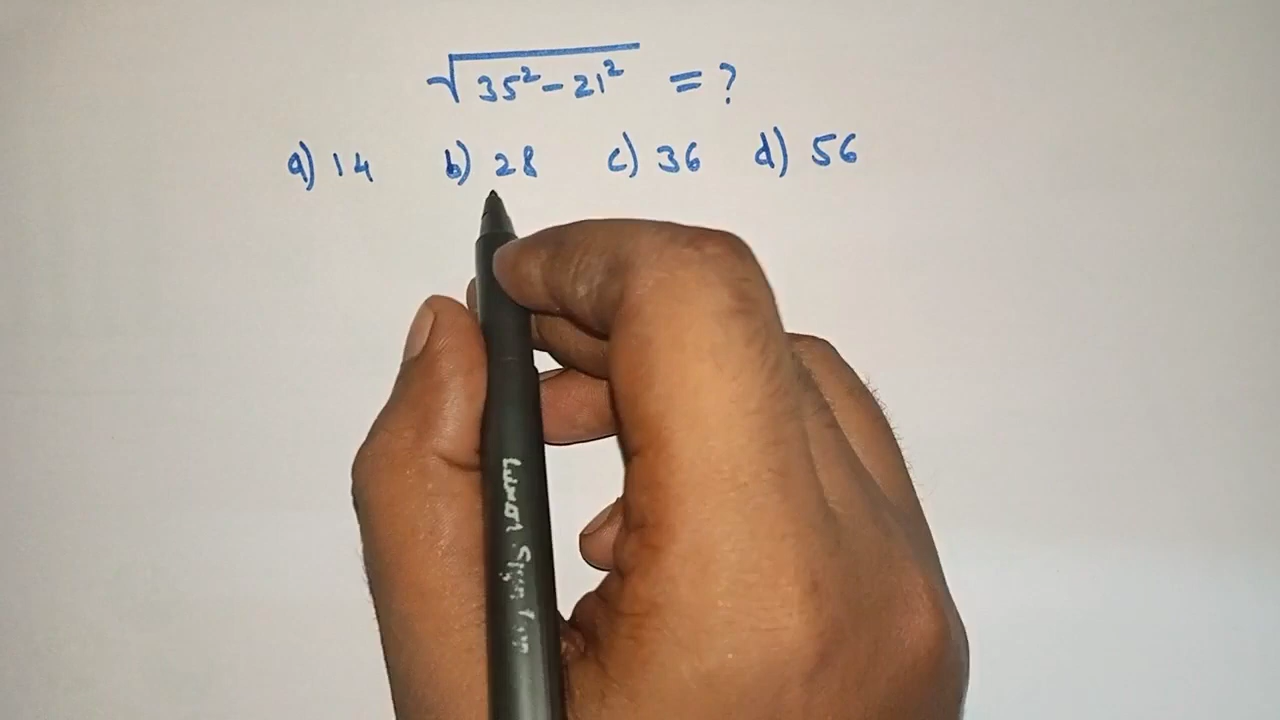 √35²-21² = ?
a) 14 b) 28 c) 36 d) 56